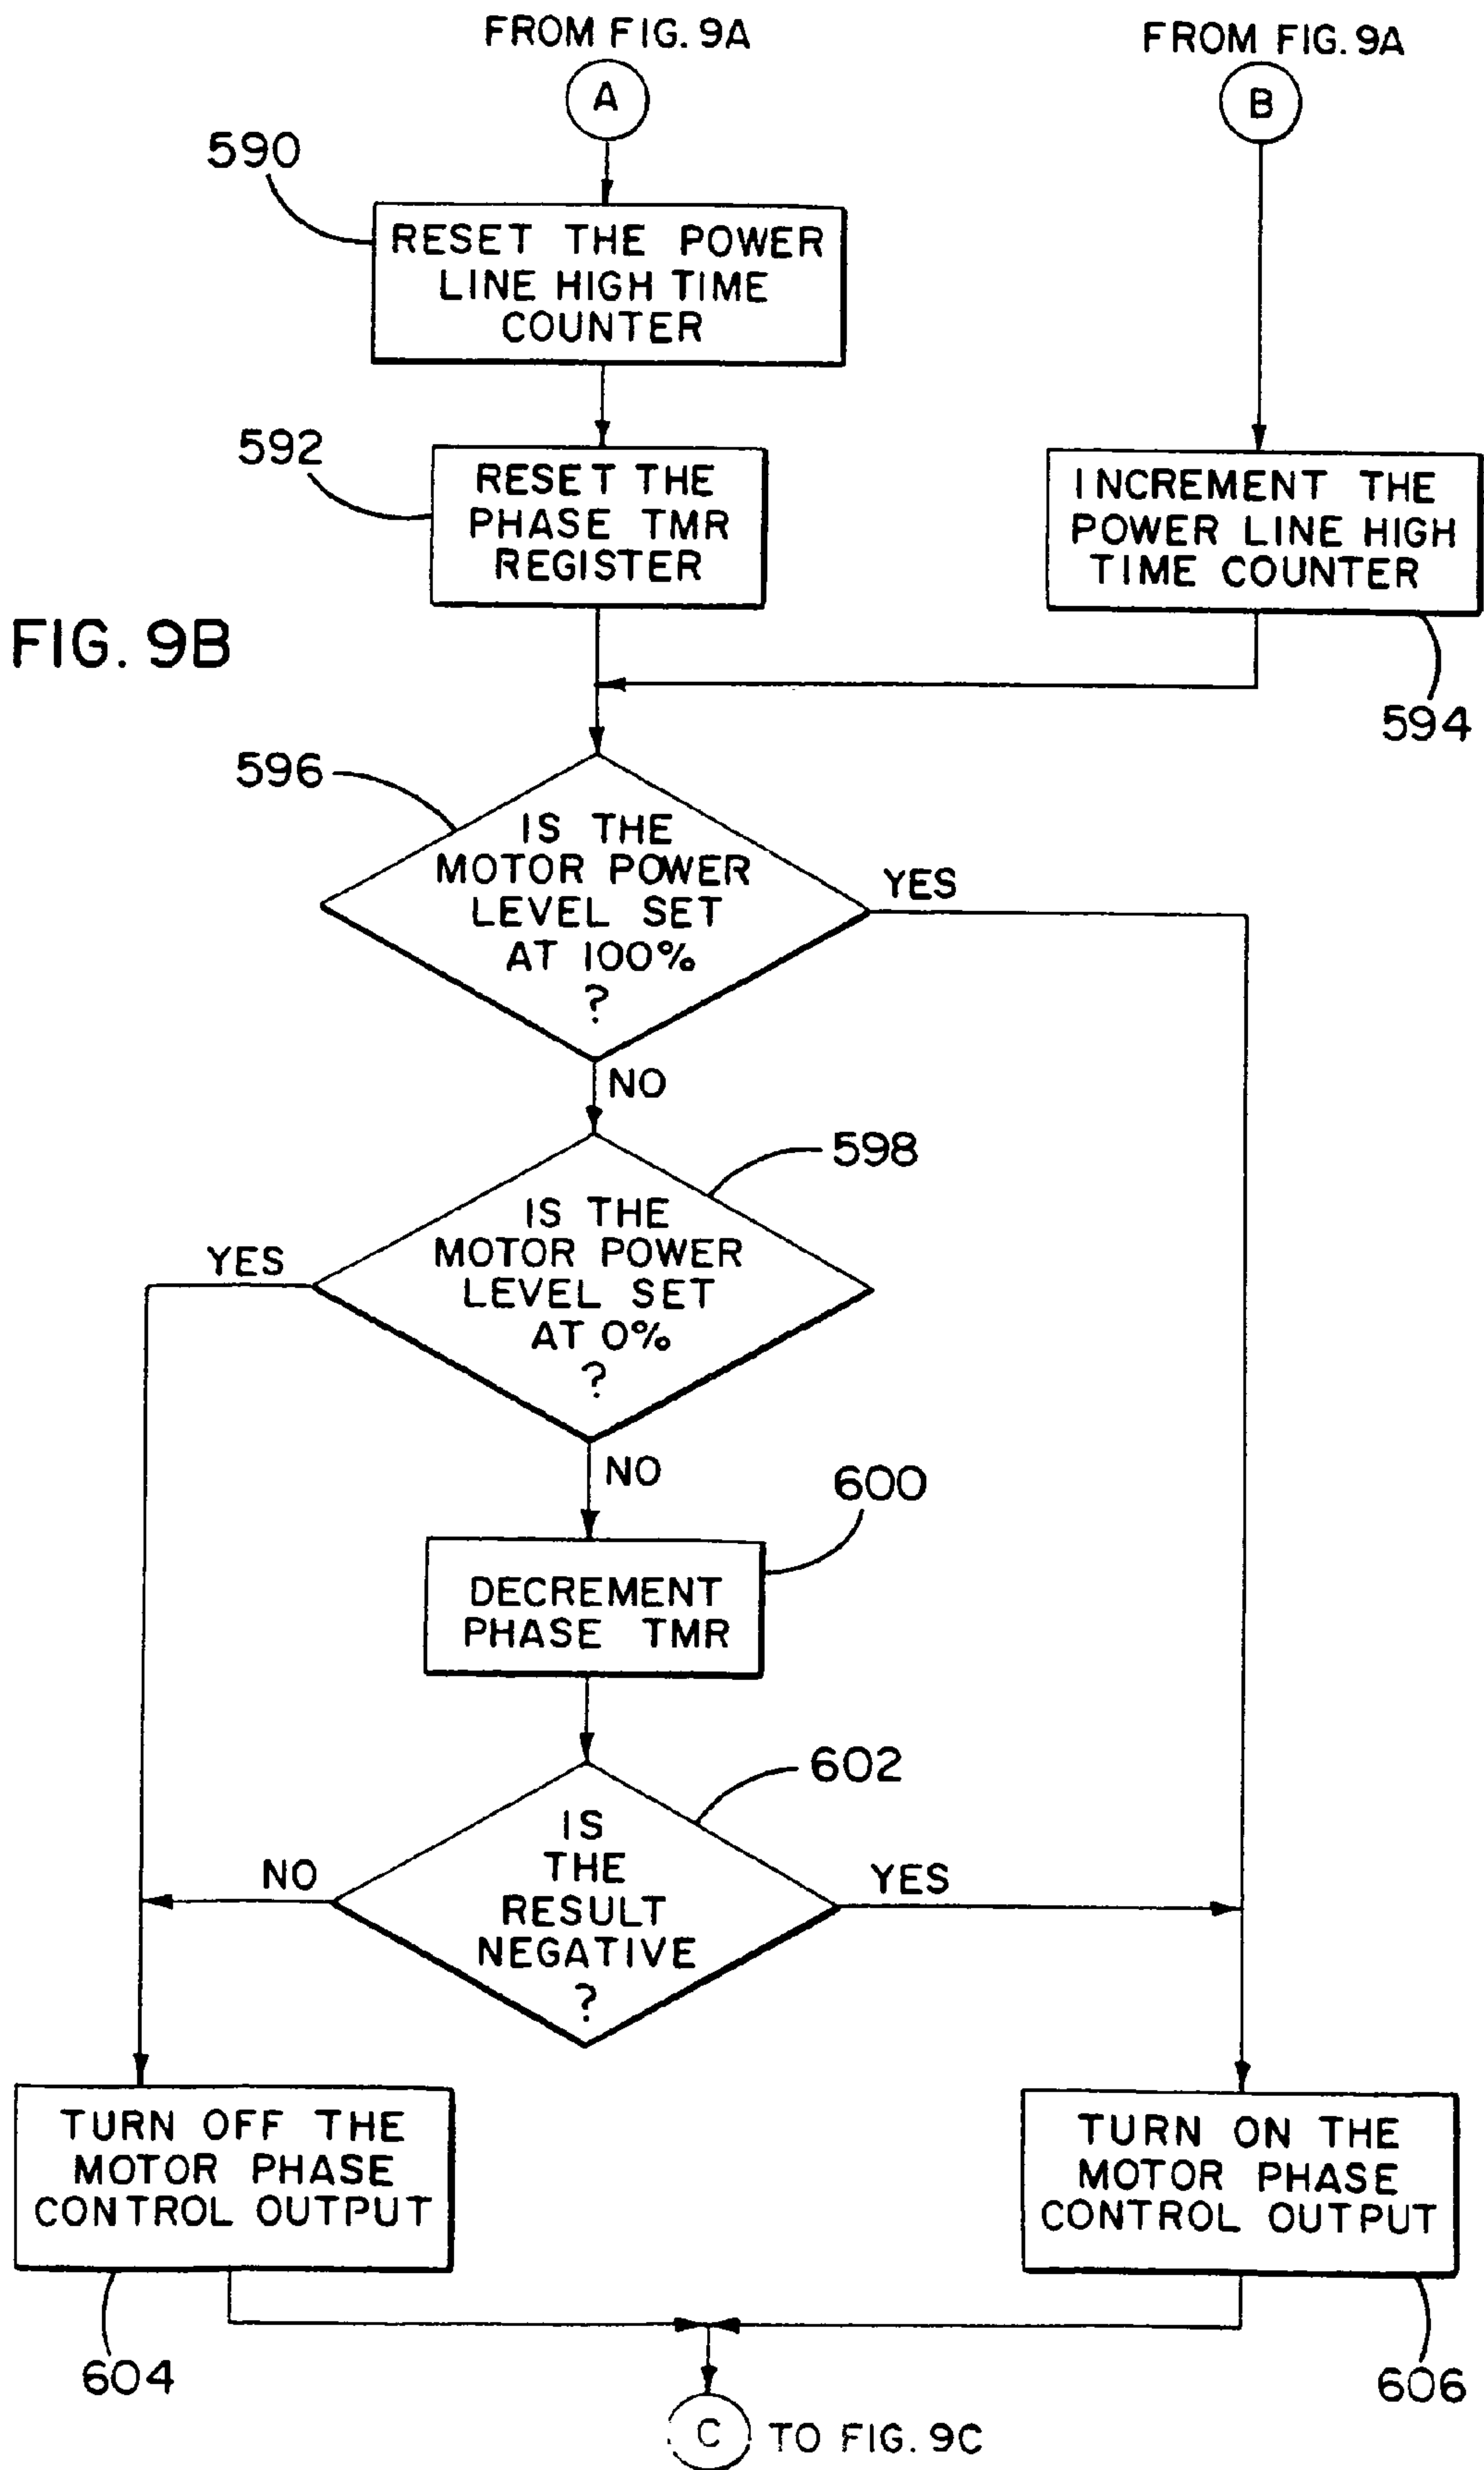 FROM FIG. 9A
FROM FIG. 9A
A
B
590
RESET THE POWER
LINE HIGH TIME
COUNTER
592
RESET THE
PHASE TMR
REGISTER
INCREMENT THE
POWER LINE HIGH
TIME COUNTER
FIG. 9B
594
596
IS THE
MOTOR POWER
LEVEL SET
AT 100%
?
YES
NO
598
IS THE
MOTOR POWER
LEVEL SET
AT 0%
?
YES
NO
600
DECREMENT
PHASE TMR
602
IS
THE
RESULT
NEGATIVE
?
NO
YES
TURN OFF THE
MOTOR PHASE
CONTROL OUTPUT
TURN ON THE
MOTOR PHASE
CONTROL OUTPUT
604
606
C
TO FIG. 9C